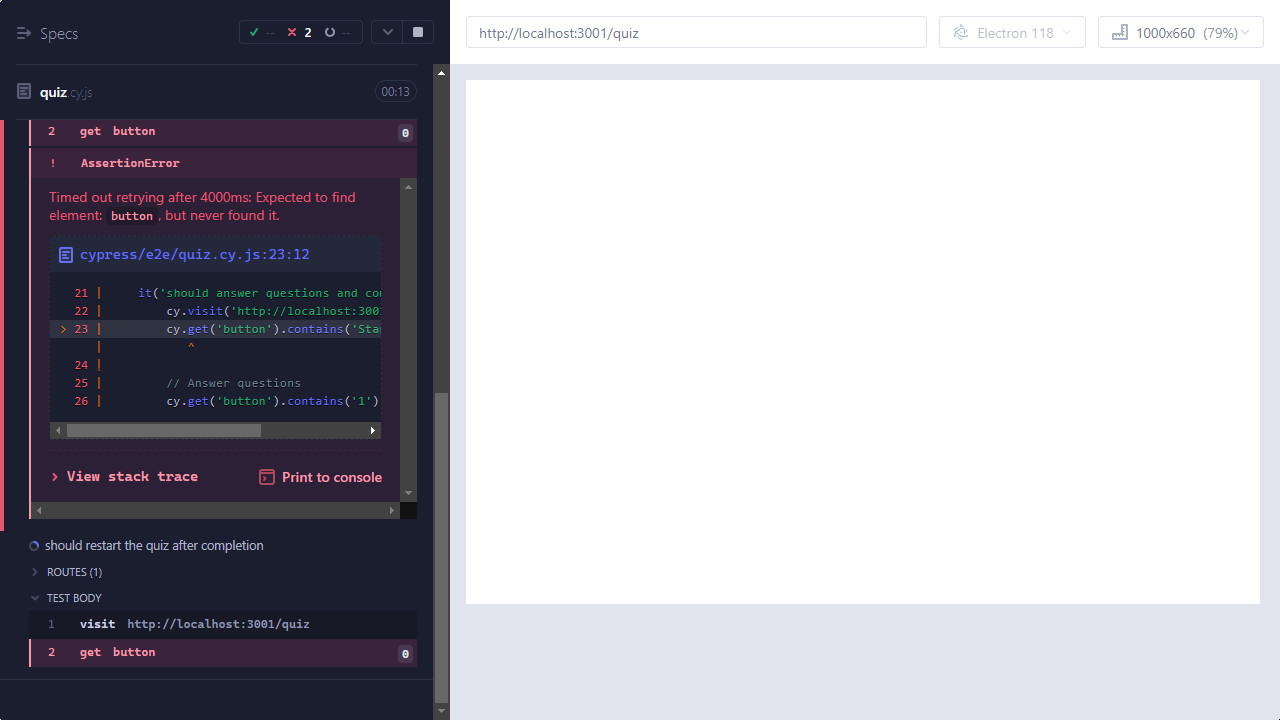 Specs
-- 2 --
quiz.cy.js
00:13
2 get button 0
! AssertionError
Timed out retrying after 4000ms: Expected to find
element: button, but never found it.
cypress/e2e/quiz.cy.js:23:12
21 | it('should answer questions and con
22 | cy.visit('http://localhost:3001
> 23 | cy.get('button').contains('Sta
| ^
24 |
25 | // Answer questions
26 | cy.get('button').contains('1')
View stack trace
Print to console
should restart the quiz after completion
ROUTES (1)
TEST BODY
1 visit http://localhost:3001/quiz
2 get button 0
http://localhost:3001/quiz
Electron 118
1000x660 (79%)